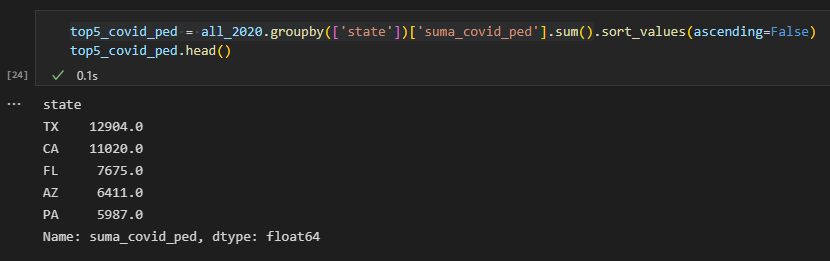 top5_covid_ped = all_2020.groupby(['state'])['suma_covid_ped'].sum().sort_values(ascending=False)
top5_covid_ped.head()
[24] ✓ 0.1s
... state
TX    12904.0
CA    11020.0
FL     7675.0
AZ     6411.0
PA     5987.0
Name: suma_covid_ped, dtype: float64